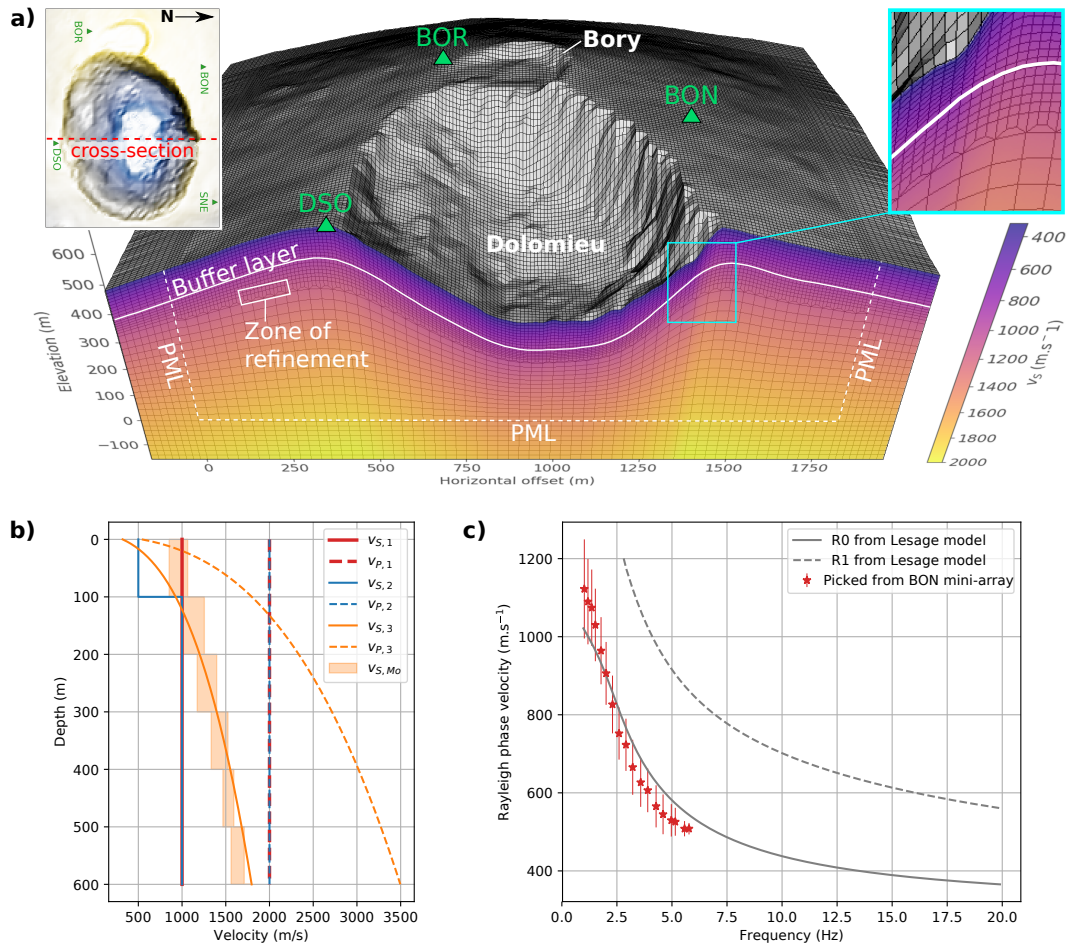 a)
N
BOR
BON
cross-section
DSO
SNE
BOR
Bory
BON
DSO
Dolomieu
Buffer layer
Zone of
refinement
PML
PML
PML
Elevation (m)
600
500
400
300
200
100
0
−100
0
250
500
750
1000
1250
1500
1750
Horizontal offset (m)
400
600
800
1000
1200
1400
1600
1800
2000
vS (m.s−1)
b)
0
100
200
300
400
500
600
Depth (m)
500 1000 1500 2000 2500 3000 3500
Velocity (m/s)
vS, 1
vP, 1
vS, 2
vP, 2
vS, 3
vP, 3
vS, Mo
c)
1200
1000
800
600
400
Rayleigh phase velocity (m.s−1)
0.0 2.5 5.0 7.5 10.0 12.5 15.0 17.5 20.0
Frequency (Hz)
R0 from Lesage model
R1 from Lesage model
Picked from BON mini-array